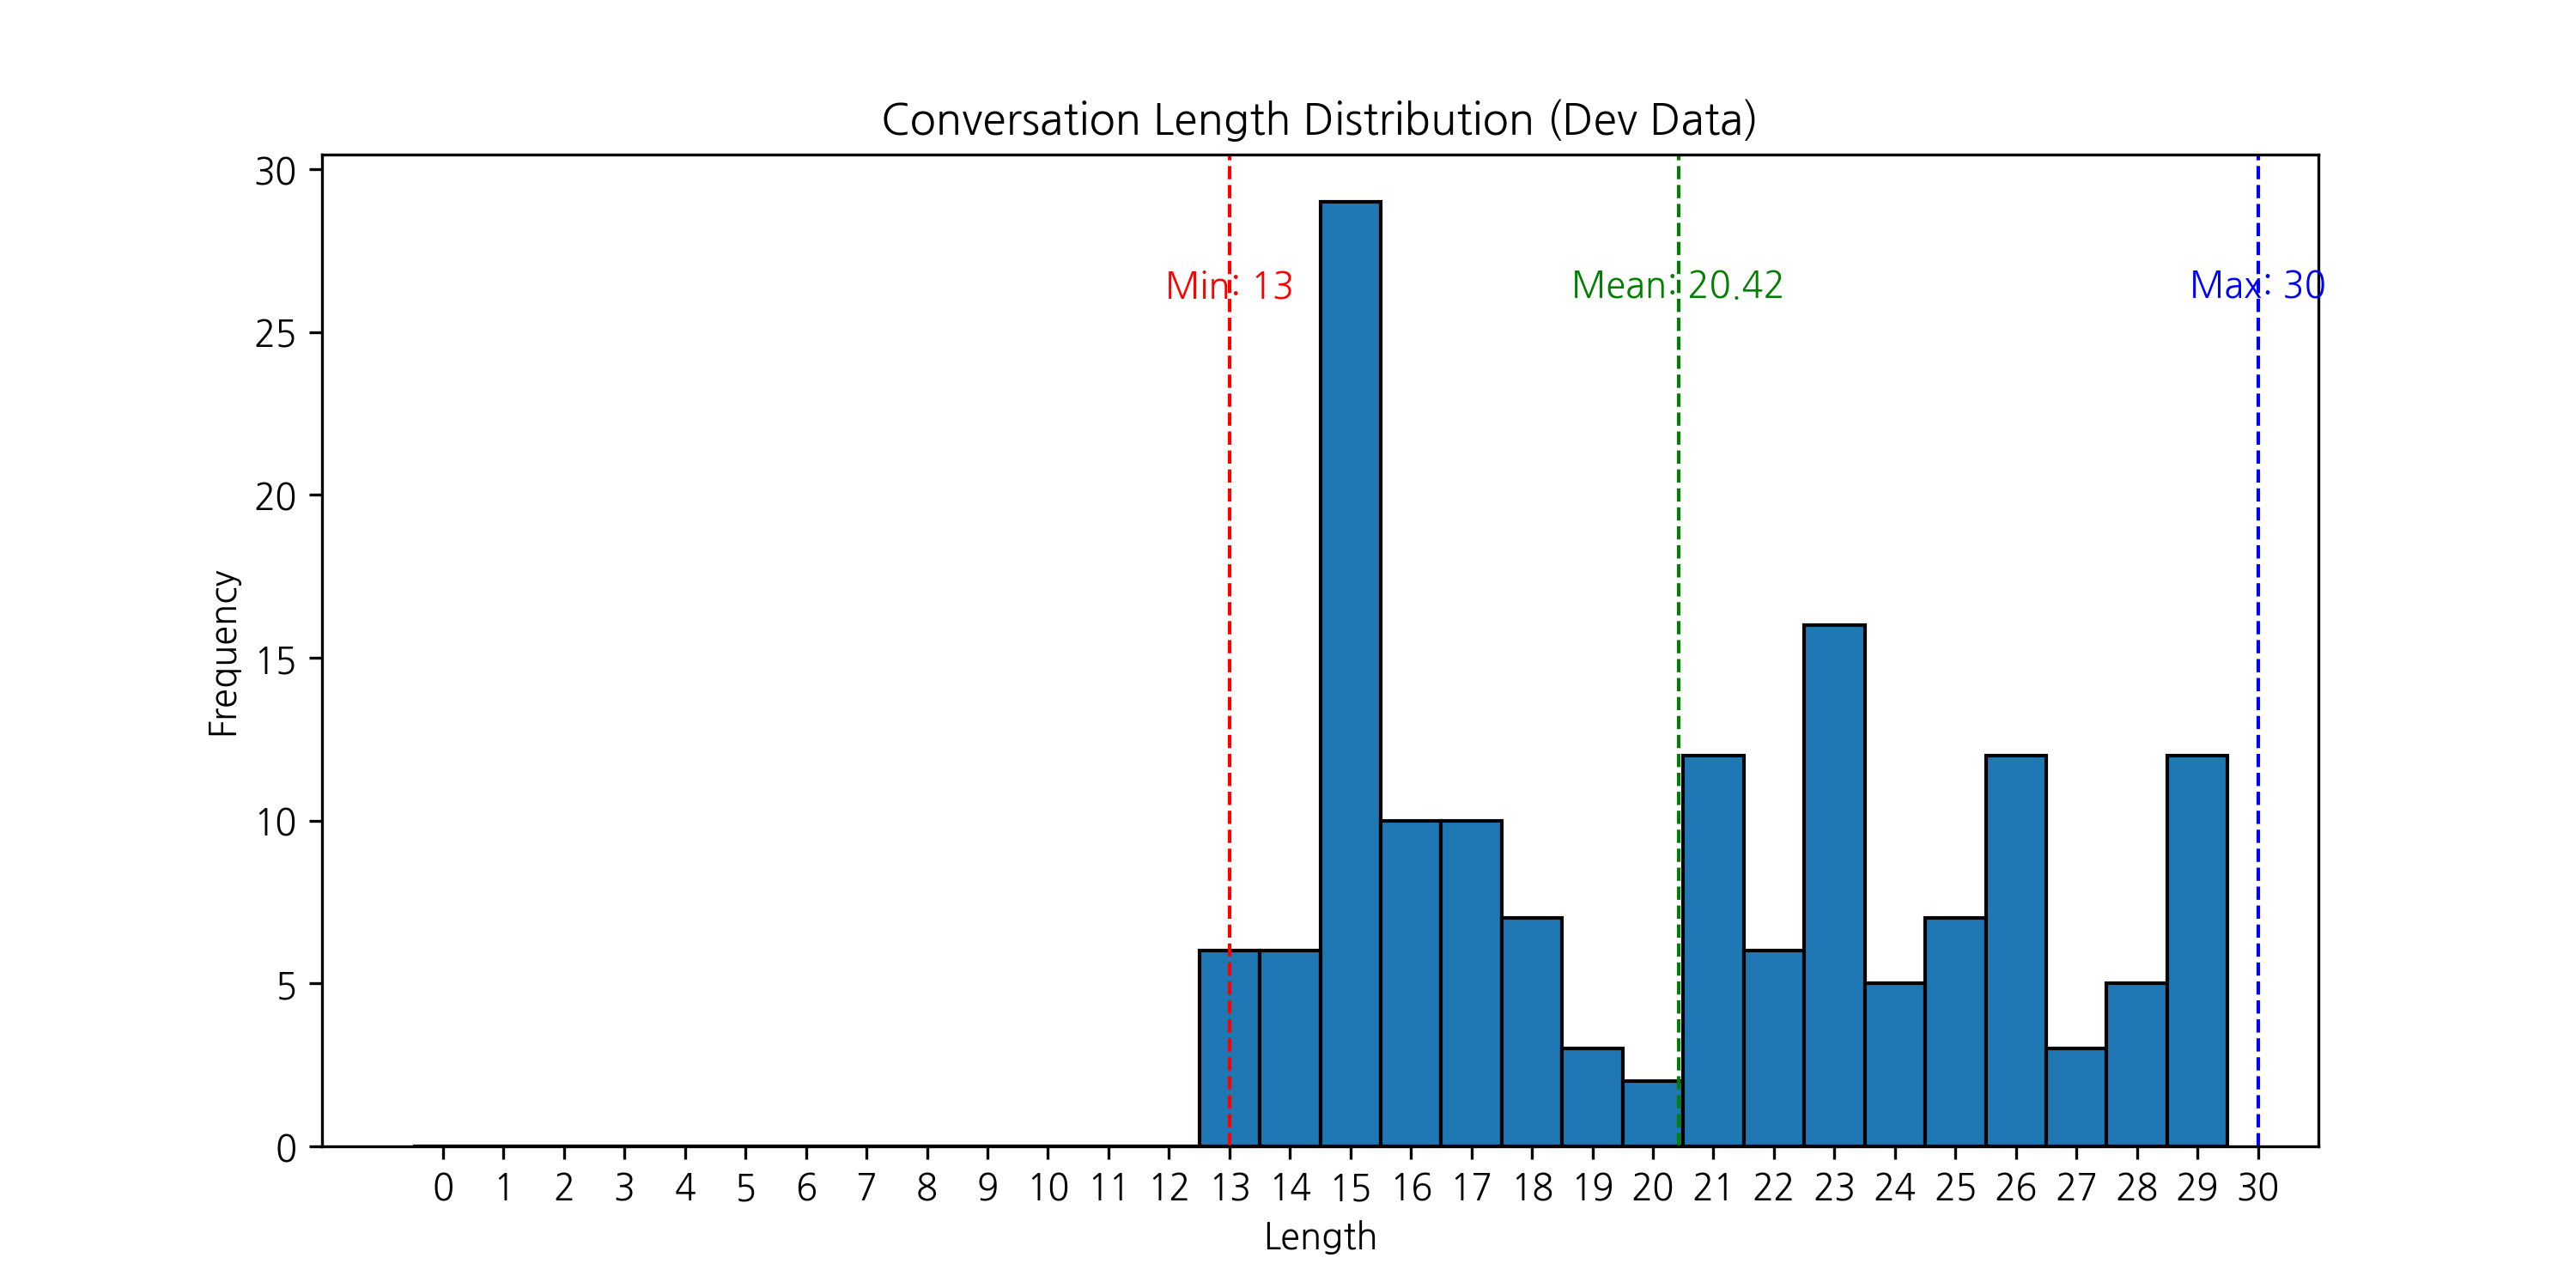 Conversation Length Distribution (Dev Data)
30
25
20
15
10
5
0
Frequency
Min: 13
Mean: 20.42
Max: 30
0 1 2 3 4 5 6 7 8 9 10 11 12 13 14 15 16 17 18 19 20 21 22 23 24 25 26 27 28 29 30
Length